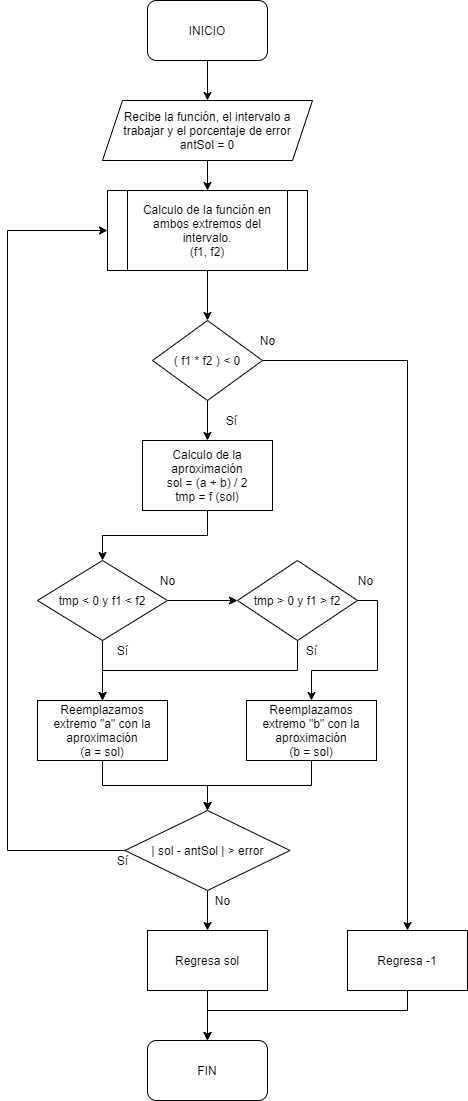 INICIO
Recibe la función, el intervalo a
trabajar y el porcentaje de error
antSol = 0
Calculo de la función en
ambos extremos del
intervalo.
(f1, f2)
No
( f1 * f2 ) < 0
Sí
Calculo de la
aproximación
sol = (a + b) / 2
tmp = f (sol)
No
No
tmp < 0 y f1 < f2
tmp > 0 y f1 > f2
Sí
Sí
Reemplazamos
extremo "a" con la
aproximación
(a = sol)
Reemplazamos
extremo "b" con la
aproximación
(b = sol)
| sol - antSol | > error
Sí
No
Regresa sol
Regresa -1
FIN